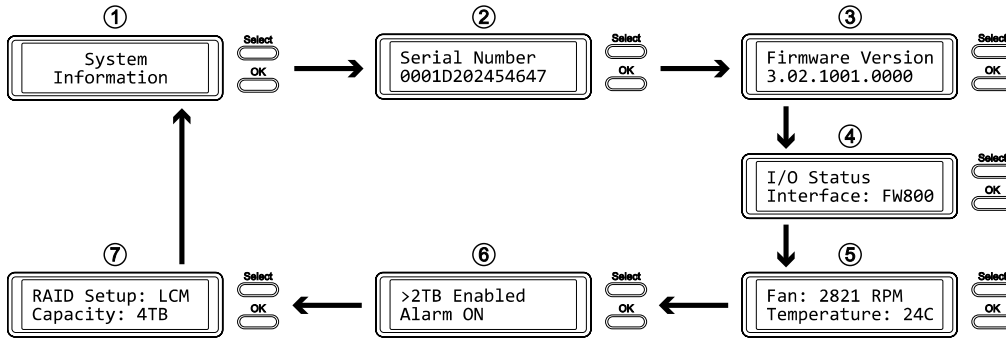 ①
System
Information
Select
OK
②
Serial Number
0001D202454647
Select
OK
③
Firmware Version
3.02.1001.0000
Select
OK
④
I/O Status
Interface: FW800
Select
OK
⑤
Fan: 2821 RPM
Temperature: 24C
Select
OK
⑥
>2TB Enabled
Alarm ON
Select
OK
⑦
RAID Setup: LCM
Capacity: 4TB
Select
OK